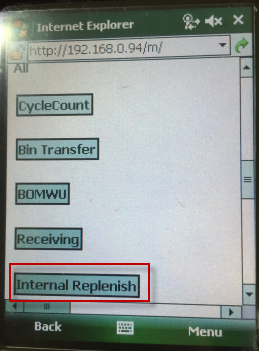 Internet Explorer
http://192.168.0.94/m/
All
CycleCount
Bin Transfer
BOMWU
Receiving
Internal Replenish
Back
Menu